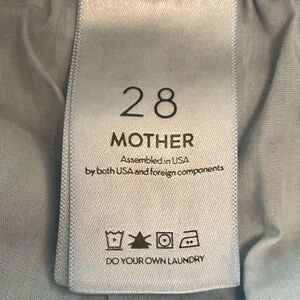 28
MOTHER
Assembled in USA
by both USA and foreign components
DO YOUR OWN LAUNDRY